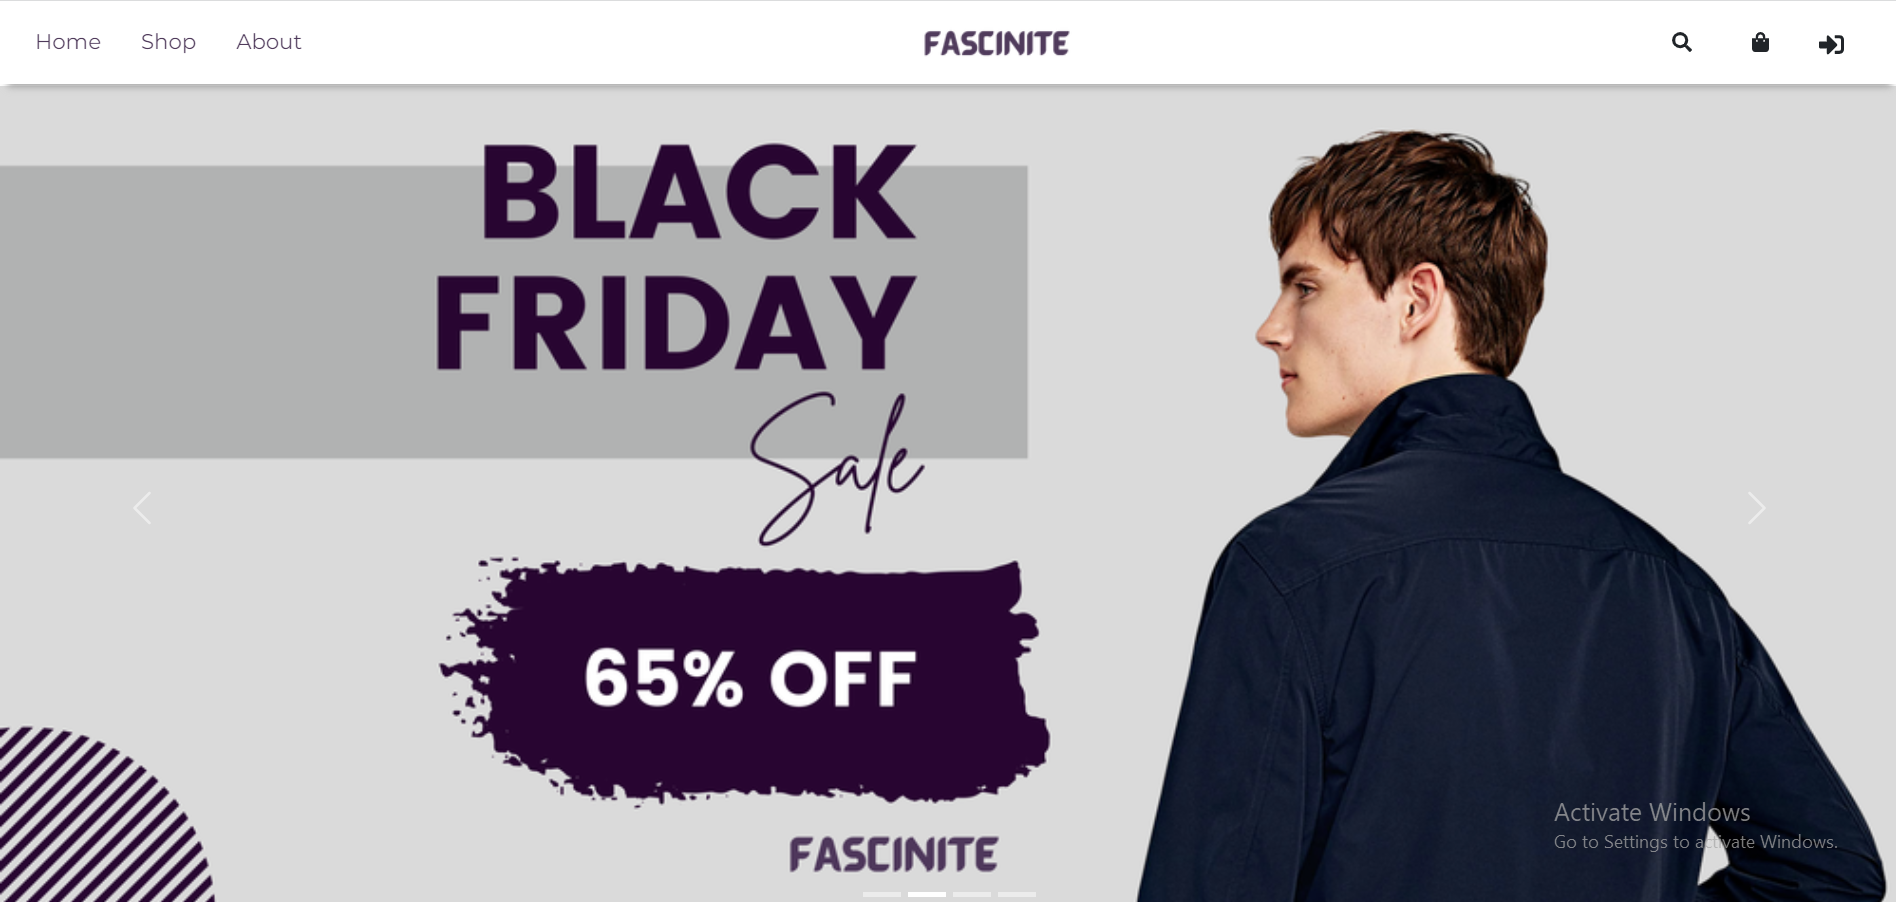 Home Shop About FASCINITE
BLACK
FRIDAY
Sale
65% OFF
FASCINITE
Activate Windows
Go to Settings to activate Windows.